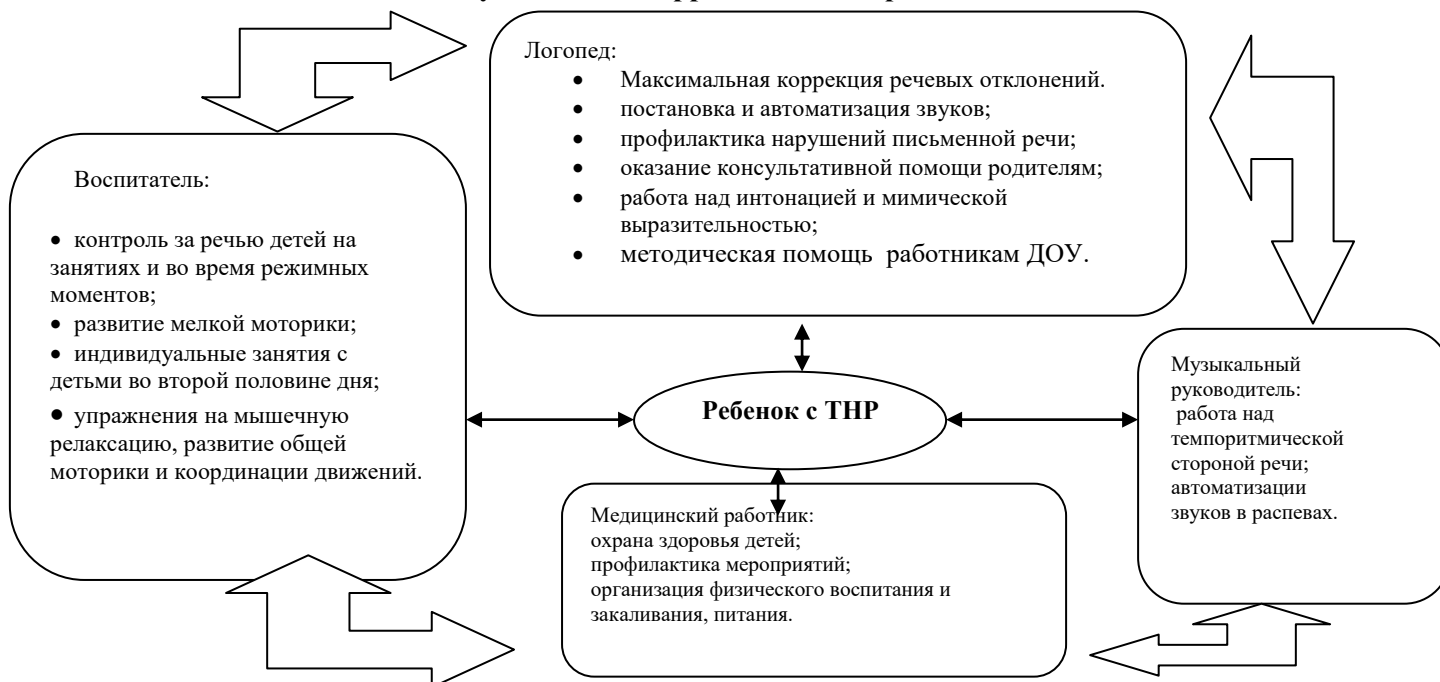 Логопед:
• Максимальная коррекция речевых отклонений.
• постановка и автоматизация звуков;
• профилактика нарушений письменной речи;
• оказание консультативной помощи родителям;
• работа над интонацией и мимической
выразительностью;
• методическая помощь работникам ДОУ.
Воспитатель:
• контроль за речью детей на
занятиях и во время режимных
моментов;
• развитие мелкой моторики;
• индивидуальные занятия с
детьми во второй половине дня;
• упражнения на мышечную
релаксацию, развитие общей
моторики и координации движений.
Ребенок с ТНР
Музыкальный
руководитель:
работа над
темпоритмической
стороной речи;
автоматизации
звуков в распевах.
Медицинский работник:
охрана здоровья детей;
профилактика мероприятий;
организация физического воспитания и
закаливания, питания.